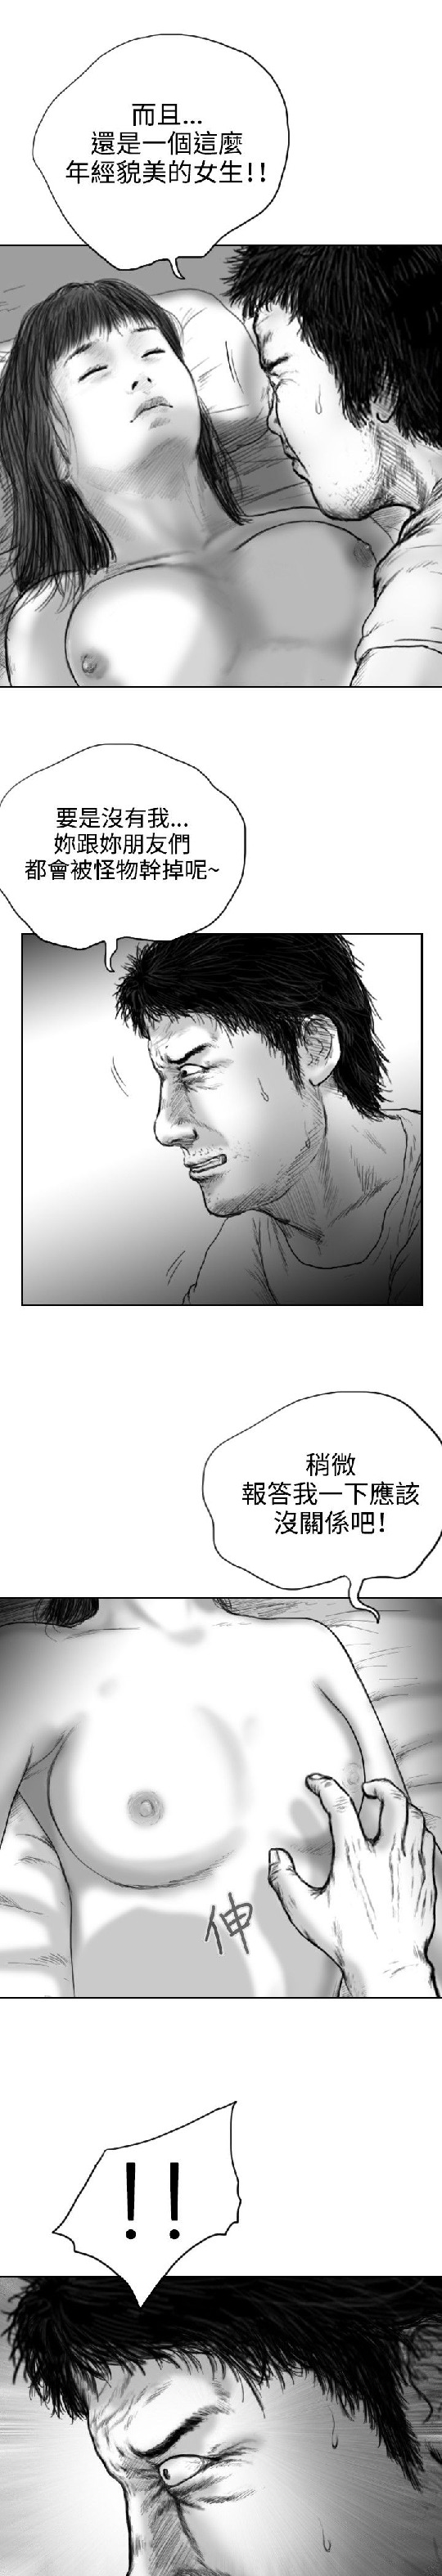 而且...
還是一個這麼
年經貌美的女生!!
要是沒有我...
妳跟妳朋友們
都會被怪物幹掉呢~
稍微
報答我一下應該
沒關係吧!
伸
!!